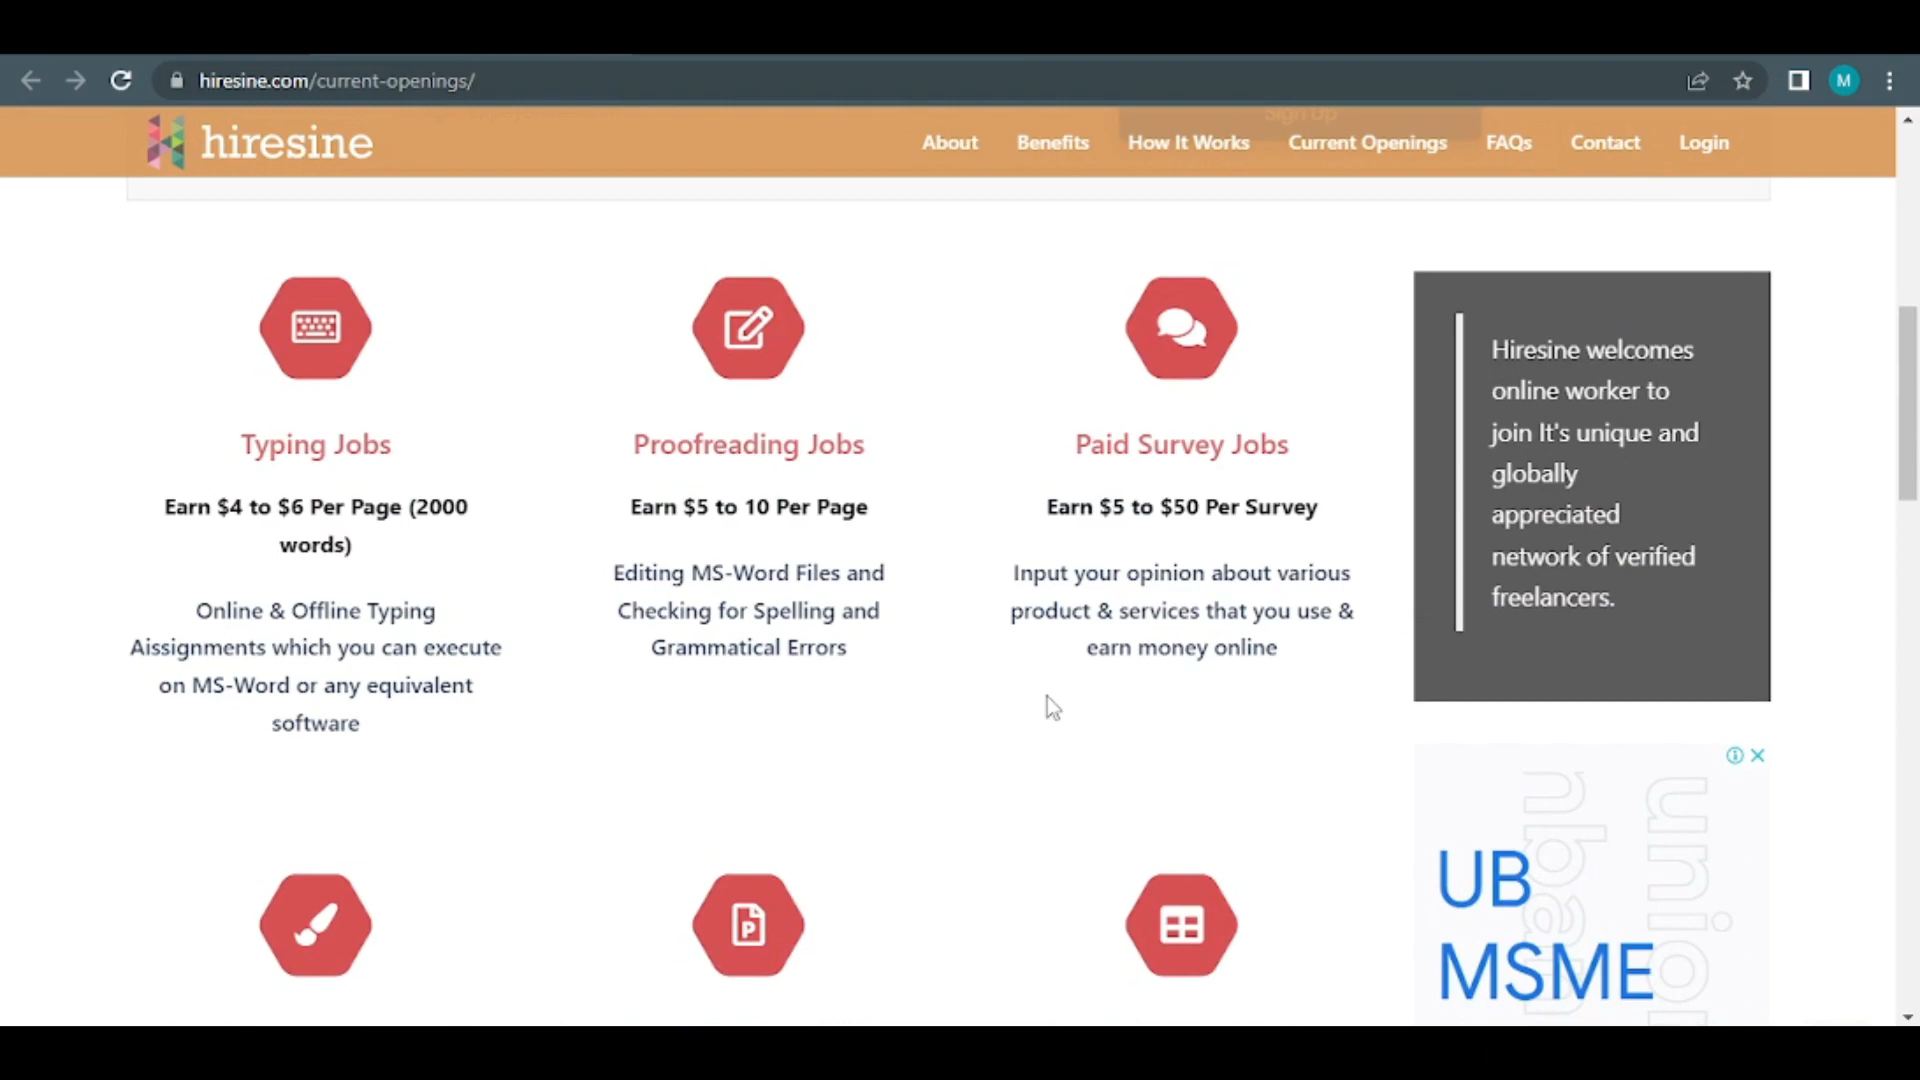 hiresine.com/current-openings/
M
Sign Up
hiresine
About
Benefits
How It Works
Current Openings
FAQs
Contact
Login
Typing Jobs
Earn $4 to $6 Per Page (2000
words)
Online & Offline Typing
Aissignments which you can execute
on MS-Word or any equivalent
software
Proofreading Jobs
Earn $5 to 10 Per Page
Editing MS-Word Files and
Checking for Spelling and
Grammatical Errors
Paid Survey Jobs
Earn $5 to $50 Per Survey
Input your opinion about various
product & services that you use &
earn money online
Hiresine welcomes
online worker to
join It's unique and
globally
appreciated
network of verified
freelancers.
P
UB
MSME